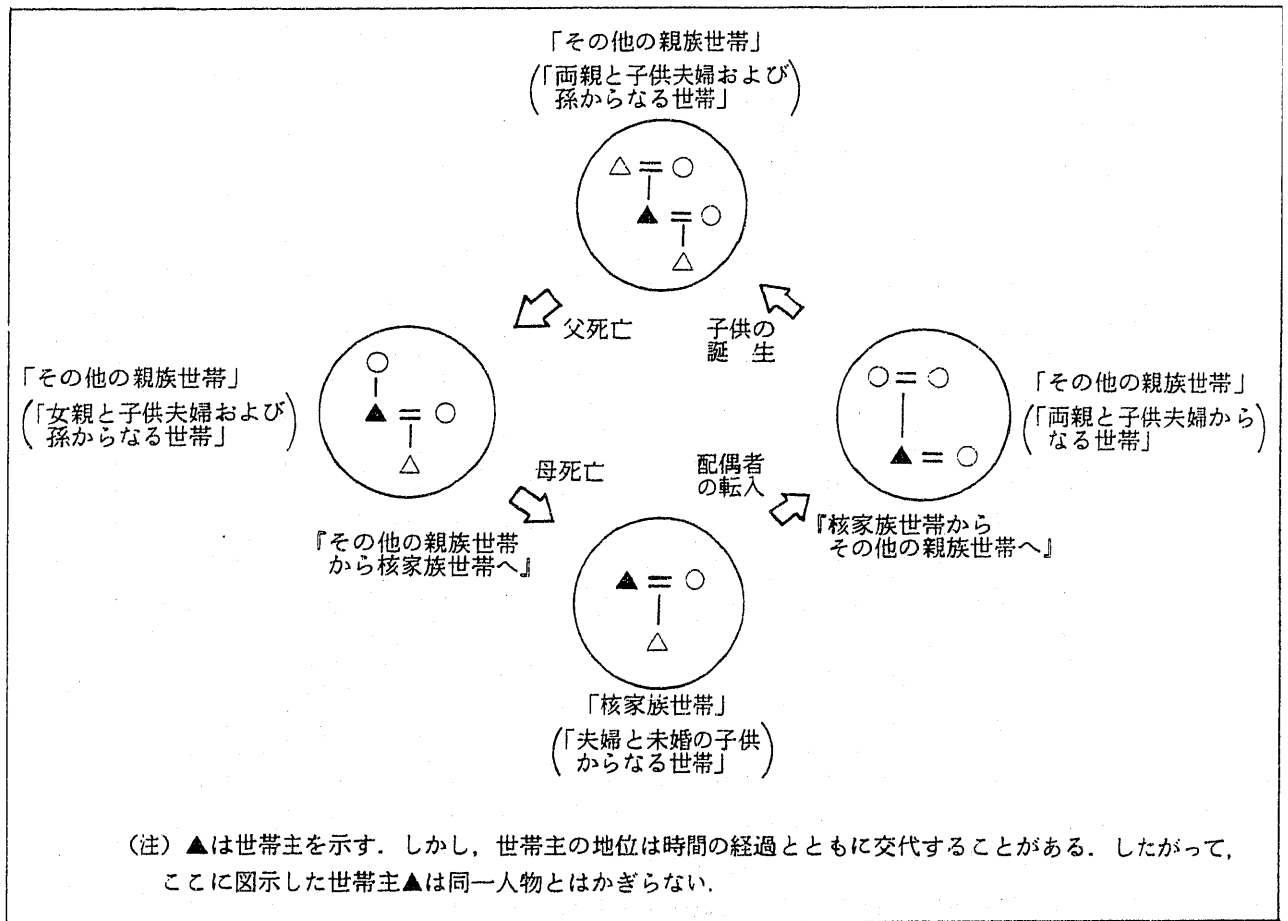 「その他の親族世帯」
(「両親と子供夫婦および
孫からなる世帯」)
父死亡
子供の
誕 生
「その他の親族世帯」
(「女親と子供夫婦および
孫からなる世帯」)
「その他の親族世帯」
(「両親と子供夫婦から
なる世帯」)
母死亡
配偶者
の転入
『その他の親族世帯
から核家族世帯へ』
『核家族世帯から
その他の親族世帯へ』
「核家族世帯」
(「夫婦と未婚の子供
からなる世帯」)
(注) ▲は世帯主を示す.しかし,世帯主の地位は時間の経過とともに交代することがある.したがって,
ここに図示した世帯主▲は同一人物とはかぎらない.